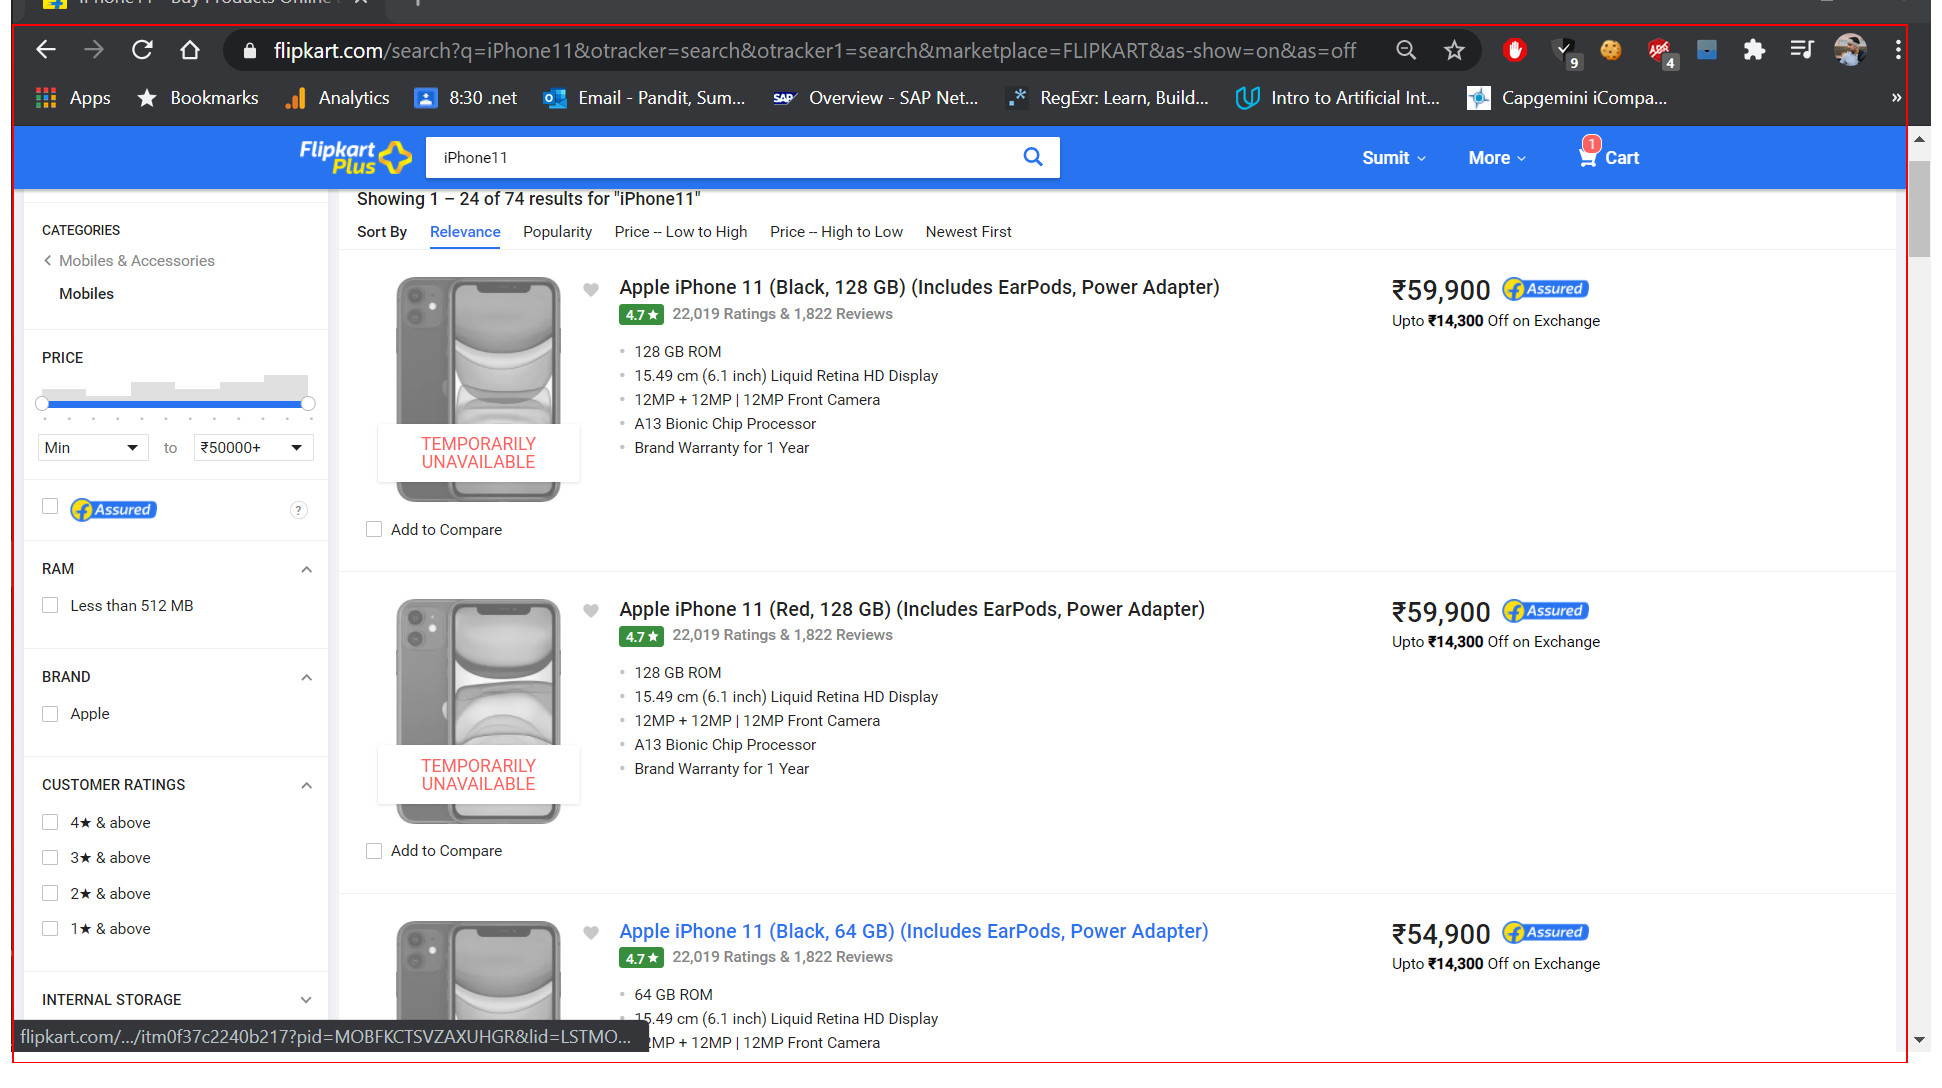 flipkart.com/search?q=iPhone11&otracker=search&otracker1=search&marketplace=FLIPKART&as-show=on&as=off
9
4
Apps
Bookmarks
Analytics
8:30 .net
Email - Pandit, Sum...
SAP
Overview - SAP Net...
RegExr: Learn, Build...
Intro to Artificial Int...
Capgemini iCompa...
»
Flipkart
Plus
iPhone11
Sumit
More
1
Cart
Showing 1 – 24 of 74 results for "iPhone11"
Sort By
Relevance
Popularity
Price -- Low to High
Price -- High to Low
Newest First
CATEGORIES
Mobiles & Accessories
Mobiles
PRICE
Min
to
₹50000+
Assured
?
RAM
Less than 512 MB
BRAND
Apple
CUSTOMER RATINGS
4★ & above
3★ & above
2★ & above
1★ & above
INTERNAL STORAGE
Apple iPhone 11 (Black, 128 GB) (Includes EarPods, Power Adapter)
4.7★ 22,019 Ratings & 1,822 Reviews
128 GB ROM
15.49 cm (6.1 inch) Liquid Retina HD Display
12MP + 12MP | 12MP Front Camera
A13 Bionic Chip Processor
Brand Warranty for 1 Year
TEMPORARILY
UNAVAILABLE
Add to Compare
₹59,900
Assured
Upto ₹14,300 Off on Exchange
Apple iPhone 11 (Red, 128 GB) (Includes EarPods, Power Adapter)
4.7★ 22,019 Ratings & 1,822 Reviews
128 GB ROM
15.49 cm (6.1 inch) Liquid Retina HD Display
12MP + 12MP | 12MP Front Camera
A13 Bionic Chip Processor
Brand Warranty for 1 Year
TEMPORARILY
UNAVAILABLE
Add to Compare
₹59,900
Assured
Upto ₹14,300 Off on Exchange
Apple iPhone 11 (Black, 64 GB) (Includes EarPods, Power Adapter)
4.7★ 22,019 Ratings & 1,822 Reviews
64 GB ROM
15.49 cm (6.1 inch) Liquid Retina HD Display
2MP + 12MP | 12MP Front Camera
₹54,900
Assured
Upto ₹14,300 Off on Exchange
flipkart.com/.../itm0f37c2240b217?pid=MOBFKCTSVZAXUHGR&lid=LSTMO...